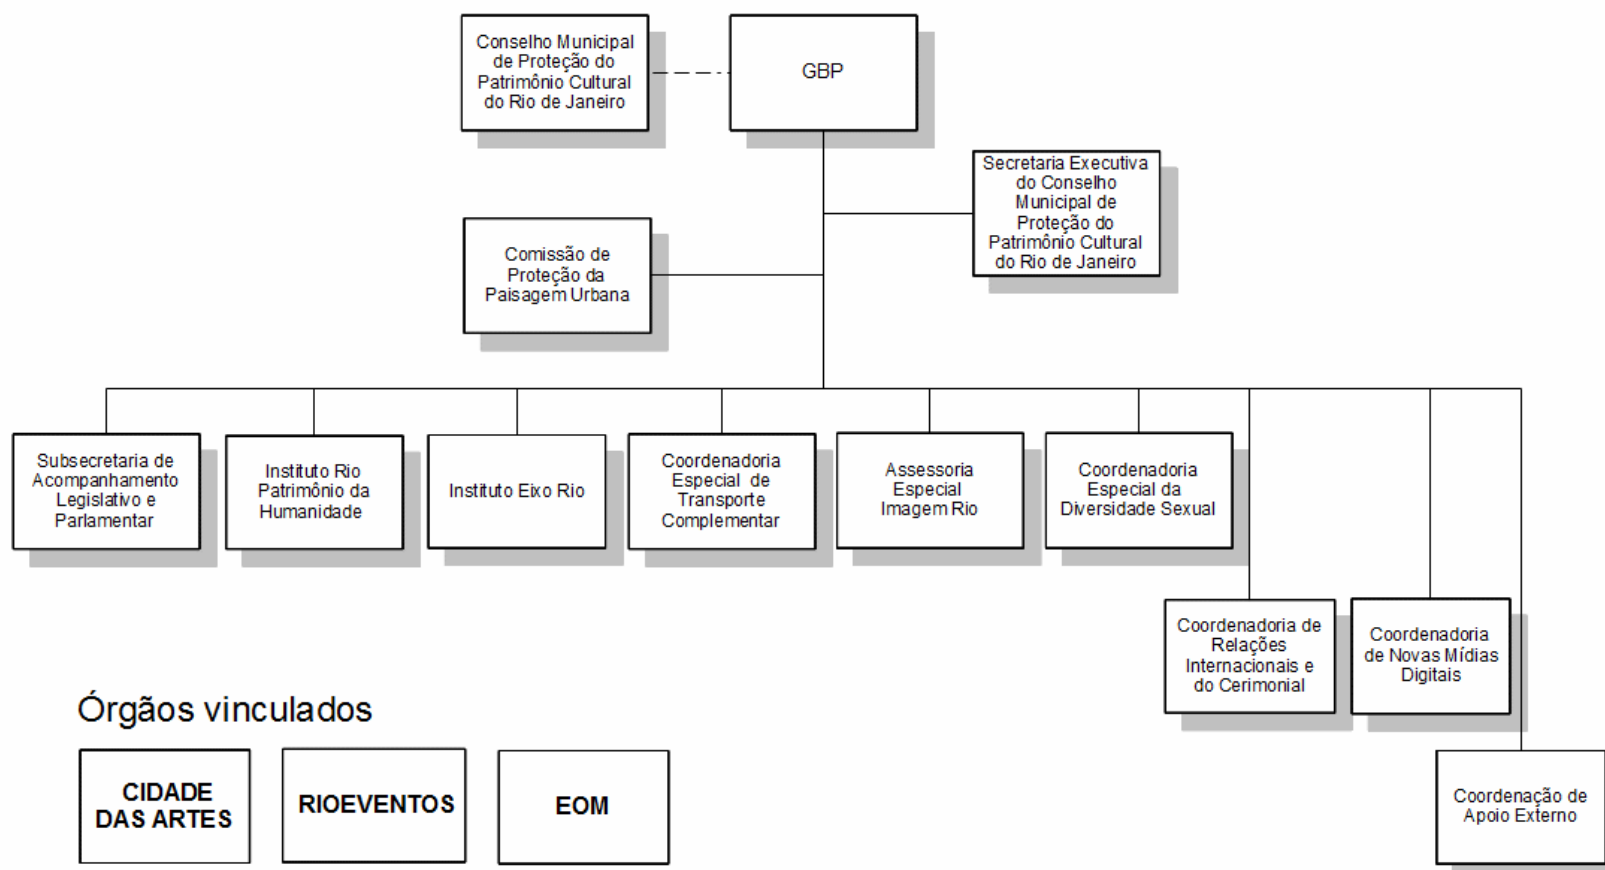 Conselho Municipal
de Proteção do
Patrimônio Cultural
do Rio de Janeiro
GBP
Secretaria Executiva
do Conselho
Municipal de
Proteção do
Patrimônio Cultural
do Rio de Janeiro
Comissão de
Proteção da
Paisagem Urbana
Subsecretaria de
Acompanhamento
Legislativo e
Parlamentar
Instituto Rio
Patrimônio da
Humanidade
Instituto Eixo Rio
Coordenadoria
Especial de
Transporte
Complementar
Assessoria
Especial
Imagem Rio
Coordenadoria
Especial da
Diversidade Sexual
Coordenadoria de
Relações
Internacionais e
do Cerimonial
Coordenadoria
de Novas Mídias
Digitais
Coordenação de
Apoio Externo
Órgãos vinculados
CIDADE
DAS ARTES
RIOEVENTOS
EOM